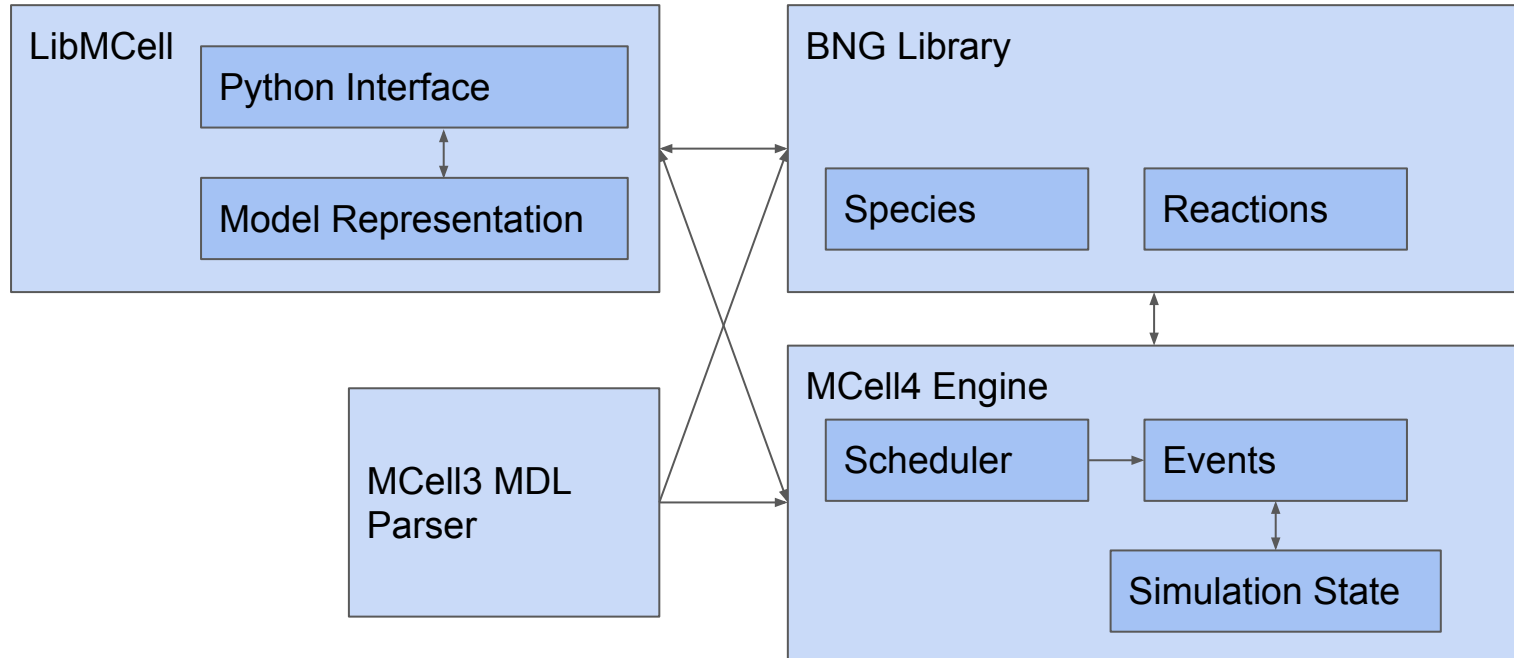 LibMCell
Python Interface
Model Representation
BNG Library
Species
Reactions
MCell3 MDL
Parser
MCell4 Engine
Scheduler
Events
Simulation State